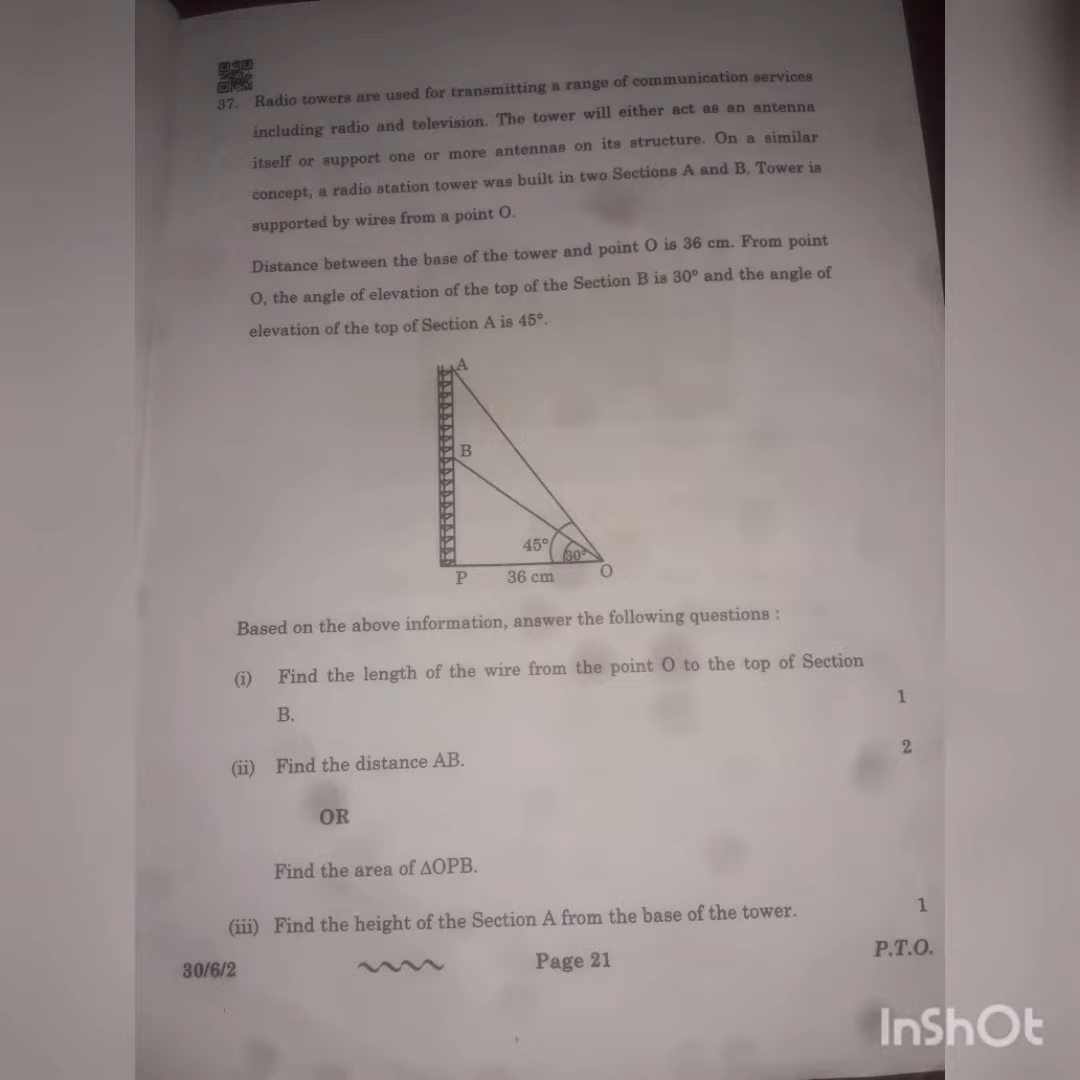 37. Radio towers are used for transmitting a range of communication services
including radio and television. The tower will either act as an antenna
itself or support one or more antennas on its structure. On a similar
concept, a radio station tower was built in two Sections A and B. Tower is
supported by wires from a point O.
Distance between the base of the tower and point O is 36 cm. From point
O, the angle of elevation of the top of the Section B is 30° and the angle of
elevation of the top of Section A is 45°.
A
B
45°
30°
P
36 cm
O
Based on the above information, answer the following questions :
(i) Find the length of the wire from the point O to the top of Section
B. 1
(ii) Find the distance AB. 2
OR
Find the area of ΔOPB.
(iii) Find the height of the Section A from the base of the tower. 1
30/6/2 Page 21 P.T.O.
InShOt